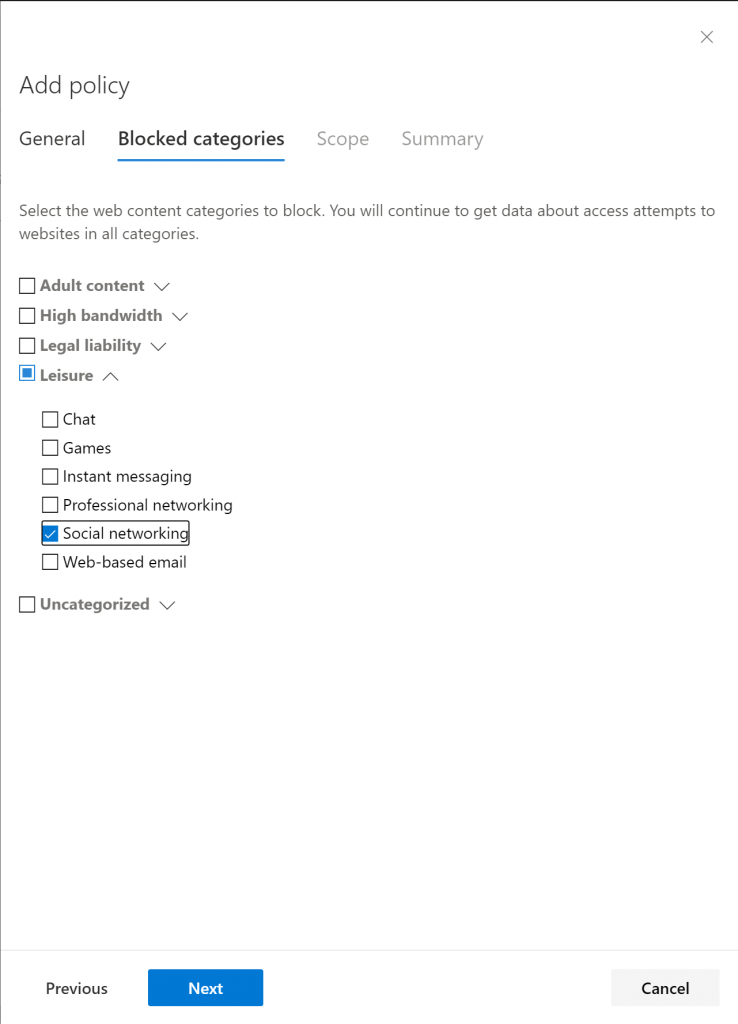 Add policy
General Blocked categories Scope Summary
Select the web content categories to block. You will continue to get data about access attempts to
websites in all categories.
Adult content
High bandwidth
Legal liability
Leisure
Chat
Games
Instant messaging
Professional networking
Social networking
Web-based email
Uncategorized
Previous Next Cancel